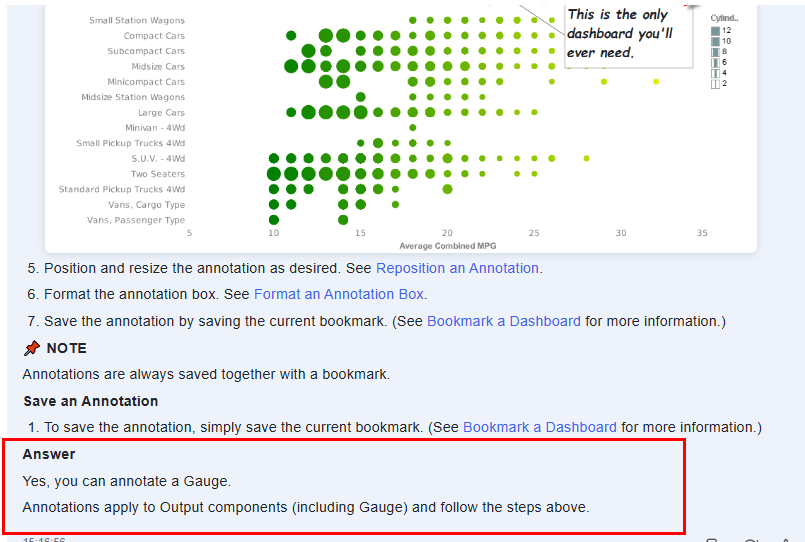 Small Station Wagons
Compact Cars
Subcompact Cars
Midsize Cars
Minicompact Cars
Midsize Station Wagons
Large Cars
Minivan - 4Wd
Small Pickup Trucks 4Wd
S.U.V. - 4Wd
Two Seaters
Standard Pickup Trucks 4Wd
Vans, Cargo Type
Vans, Passenger Type
5 10 15 20 25 30 35
Average Combined MPG
This is the only
dashboard you'll
ever need.
Cylind..
12
10
8
6
4
2
5. Position and resize the annotation as desired. See Reposition an Annotation.
6. Format the annotation box. See Format an Annotation Box.
7. Save the annotation by saving the current bookmark. (See Bookmark a Dashboard for more information.)
NOTE
Annotations are always saved together with a bookmark.
Save an Annotation
1. To save the annotation, simply save the current bookmark. (See Bookmark a Dashboard for more information.)
Answer
Yes, you can annotate a Gauge.
Annotations apply to Output components (including Gauge) and follow the steps above.